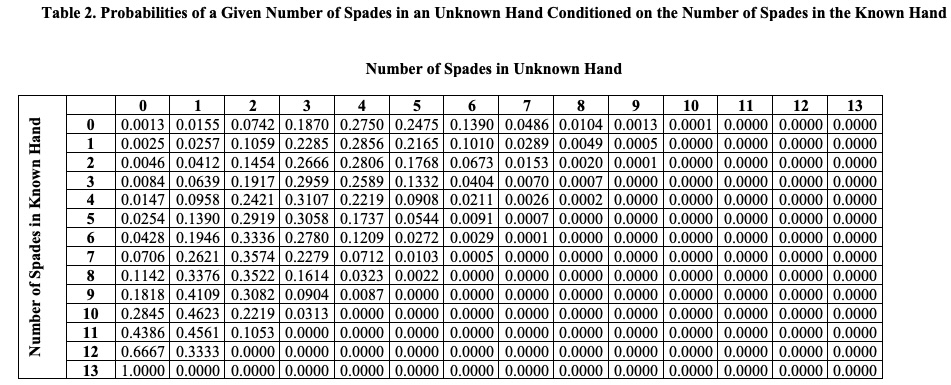 Table 2. Probabilities of a Given Number of Spades in an Unknown Hand Conditioned on the Number of Spades in the Known Hand
Number of Spades in Unknown Hand
Number of Spades in Known Hand
0 1 2 3 4 5 6 7 8 9 10 11 12 13
0 0.0013 0.0155 0.0742 0.1870 0.2750 0.2475 0.1390 0.0486 0.0104 0.0013 0.0001 0.0000 0.0000 0.0000
1 0.0025 0.0257 0.1059 0.2285 0.2856 0.2165 0.1010 0.0289 0.0049 0.0005 0.0000 0.0000 0.0000 0.0000
2 0.0046 0.0412 0.1454 0.2666 0.2806 0.1768 0.0673 0.0153 0.0020 0.0001 0.0000 0.0000 0.0000 0.0000
3 0.0084 0.0639 0.1917 0.2959 0.2589 0.1332 0.0404 0.0070 0.0007 0.0000 0.0000 0.0000 0.0000 0.0000
4 0.0147 0.0958 0.2421 0.3107 0.2219 0.0908 0.0211 0.0026 0.0002 0.0000 0.0000 0.0000 0.0000 0.0000
5 0.0254 0.1390 0.2919 0.3058 0.1737 0.0544 0.0091 0.0007 0.0000 0.0000 0.0000 0.0000 0.0000 0.0000
6 0.0428 0.1946 0.3336 0.2780 0.1209 0.0272 0.0029 0.0001 0.0000 0.0000 0.0000 0.0000 0.0000 0.0000
7 0.0706 0.2621 0.3574 0.2279 0.0712 0.0103 0.0005 0.0000 0.0000 0.0000 0.0000 0.0000 0.0000 0.0000
8 0.1142 0.3376 0.3522 0.1614 0.0323 0.0022 0.0000 0.0000 0.0000 0.0000 0.0000 0.0000 0.0000 0.0000
9 0.1818 0.4109 0.3082 0.0904 0.0087 0.0000 0.0000 0.0000 0.0000 0.0000 0.0000 0.0000 0.0000 0.0000
10 0.2845 0.4623 0.2219 0.0313 0.0000 0.0000 0.0000 0.0000 0.0000 0.0000 0.0000 0.0000 0.0000 0.0000
11 0.4386 0.4561 0.1053 0.0000 0.0000 0.0000 0.0000 0.0000 0.0000 0.0000 0.0000 0.0000 0.0000 0.0000
12 0.6667 0.3333 0.0000 0.0000 0.0000 0.0000 0.0000 0.0000 0.0000 0.0000 0.0000 0.0000 0.0000 0.0000
13 1.0000 0.0000 0.0000 0.0000 0.0000 0.0000 0.0000 0.0000 0.0000 0.0000 0.0000 0.0000 0.0000 0.0000